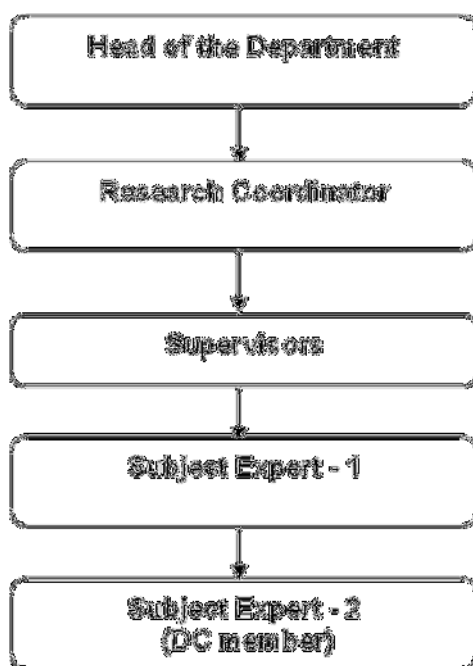 Head of the Department
Research Coordinator
Supervisors
Subject Expert - 1
Subject Expert - 2
(DC member)